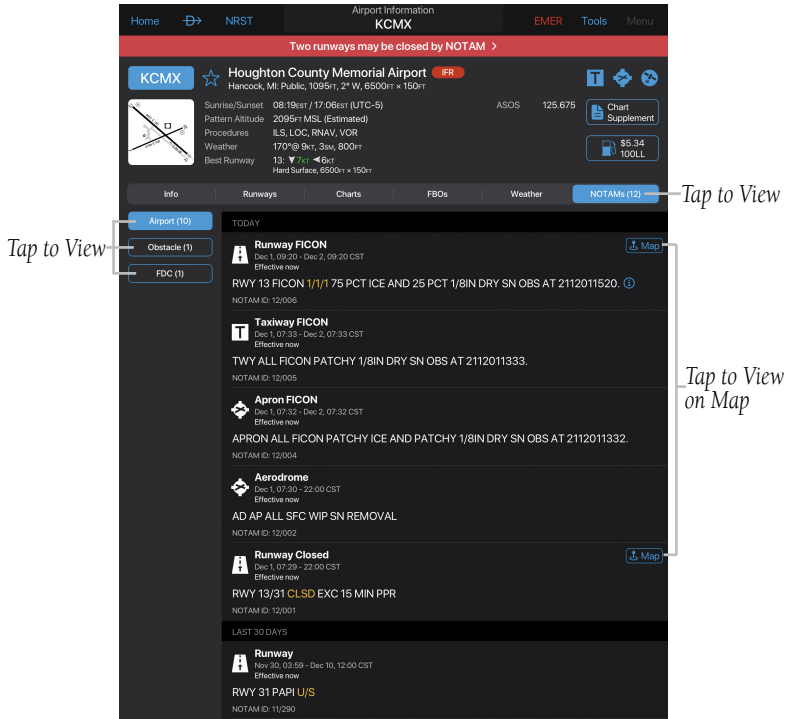 Home
NRST
Airport Information
KCMX
EMER
Tools
Menu
Two runways may be closed by NOTAM >
KCMX
Houghton County Memorial Airport IFR
Hancock, MI: Public, 1095FT, 2° W, 6500FT × 150FT
T
Sunrise/Sunset 08:19EST / 17:06EST (UTC-5)
ASOS 125.675
Pattern Altitude 2095FT MSL (Estimated)
Procedures ILS, LOC, RNAV, VOR
Weather 170°@ 9KT, 3SM, 800FT
Best Runway 13: 7KT 6KT
Hard Surface, 6500FT × 150FT
Chart
Supplement
$5.34
100LL
Info
Runways
Charts
FBOs
Weather
NOTAMs (12)
Tap to View
Tap to View
Airport (10)
Obstacle (1)
FDC (1)
TODAY
Runway FICON
Map
Dec 1, 09:20 - Dec 2, 09:20 CST
Effective now
RWY 13 FICON 1/1/1 75 PCT ICE AND 25 PCT 1/8IN DRY SN OBS AT 2112011520.
NOTAM ID: 12/006
T
Taxiway FICON
Dec 1, 07:33 - Dec 2, 07:33 CST
Effective now
TWY ALL FICON PATCHY 1/8IN DRY SN OBS AT 2112011333.
NOTAM ID: 12/005
Tap to View
on Map
Apron FICON
Dec 1, 07:32 - Dec 2, 07:32 CST
Effective now
APRON ALL FICON PATCHY ICE AND PATCHY 1/8IN DRY SN OBS AT 2112011332.
NOTAM ID: 12/004
Aerodrome
Dec 1, 07:30 - 22:00 CST
Effective now
AD AP ALL SFC WIP SN REMOVAL
NOTAM ID: 12/002
Runway Closed
Map
Dec 1, 07:29 - 22:00 CST
Effective now
RWY 13/31 CLSD EXC 15 MIN PPR
NOTAM ID: 12/001
LAST 30 DAYS
Runway
Nov 30, 03:59 - Dec 10, 12:00 CST
Effective now
RWY 31 PAPI U/S
NOTAM ID: 11/290